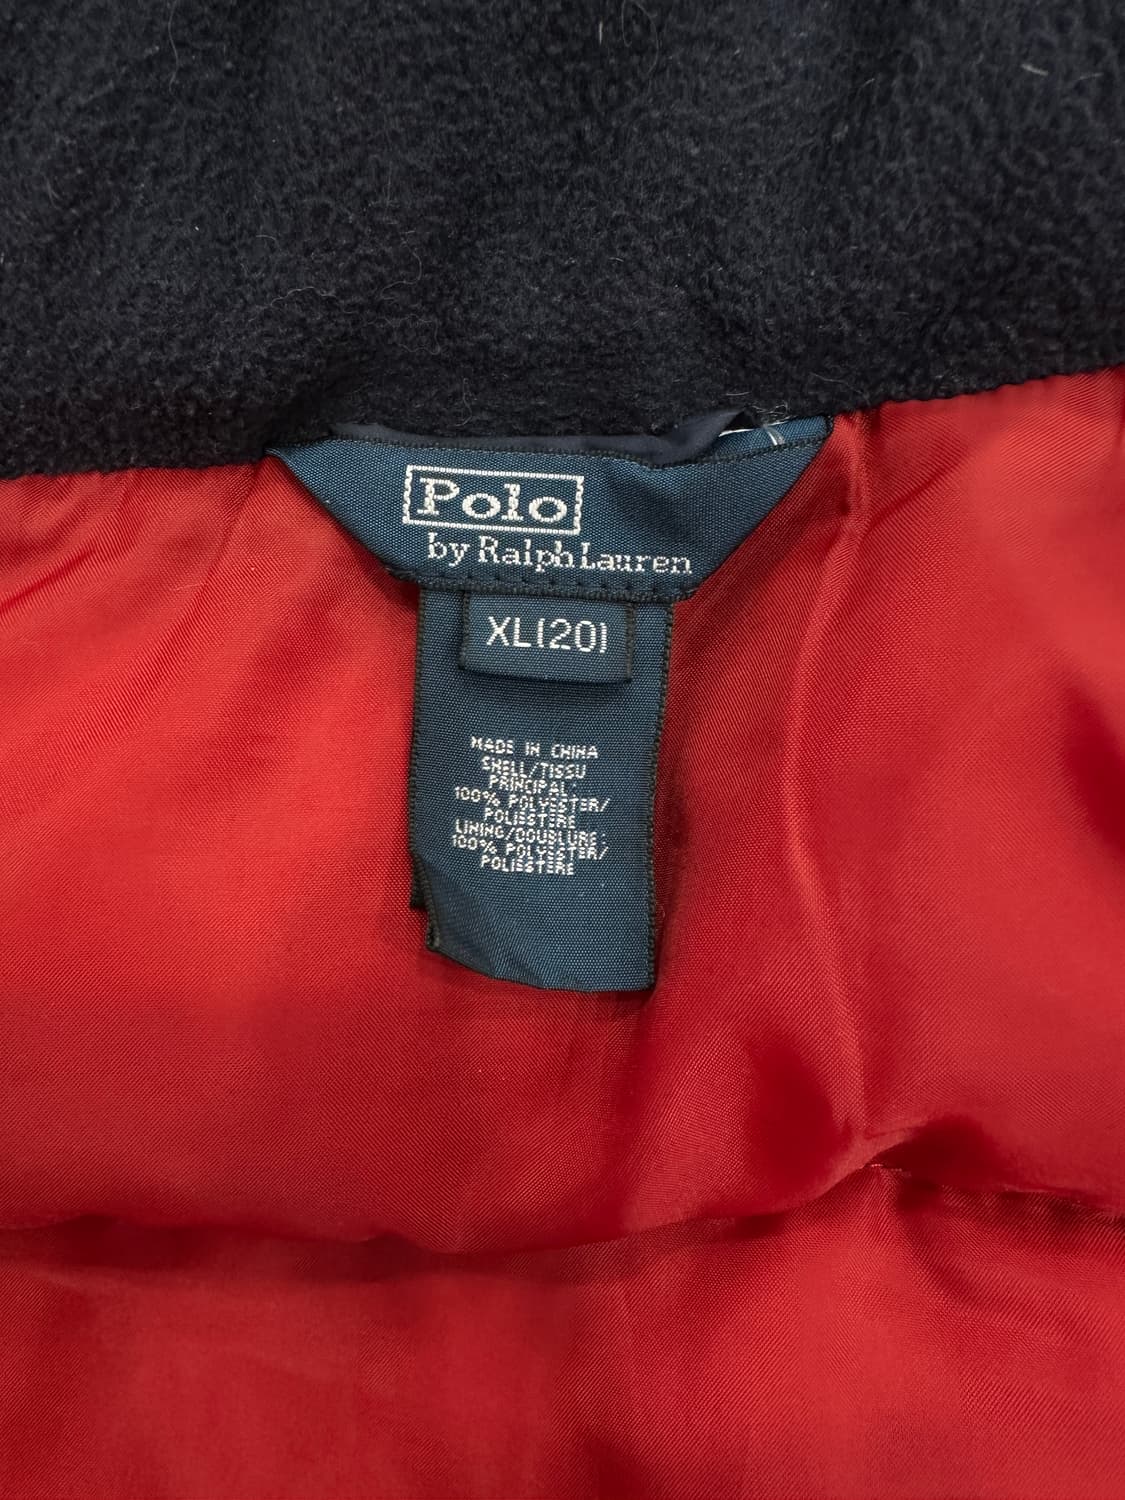 Polo
by Ralph Lauren
XL(20)
MADE IN CHINA
SHELL/TISSU
PRINCIPAL:
100% POLYESTER/
POLIESTERE
LINING/DOUBLURE:
100% POLYESTER/
POLIESTERE